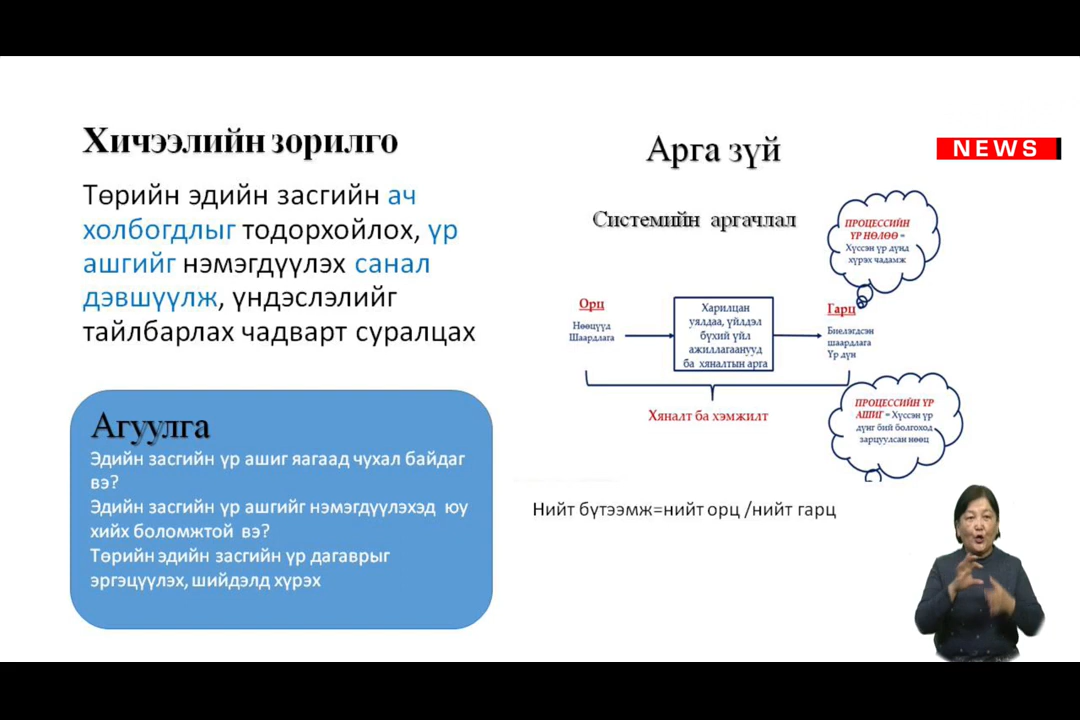 Хичээлийн зорилго
Төрийн эдийн засгийн ач
холбогдлыг тодорхойлох, үр
ашгийг нэмэгдүүлэх санал
дэвшүүлж, үндэслэлийг
тайлбарлах чадварт суралцах
Агуулга
Эдийн засгийн үр ашиг яагаад чухал байдаг
вэ?
Эдийн засгийн үр ашгийг нэмэгдүүлэхэд юу
хийх боломжтой вэ?
Төрийн эдийн засгийн үр дагаврыг
эргэцүүлэх, шийдэлд хүрэх
Арга зүй
NEWS
Системийн аргачлал
ПРОЦЕССИЙН
ҮР НӨЛӨӨ =
Хүссэн үр дүнд
хүрэх чадамж
Орц
Нөөцүүд
Шаардлага
Харилцан
уялдаа, үйлдэл
бүхий үйл
ажиллагаанууд
ба хяналтын арга
Гарц
Биелэгдсэн
шаардлага
Үр дүн
Хяналт ба хэмжилт
ПРОЦЕССИЙН ҮР
АШИГ = Хүссэн үр
дүнг бий болгоход
зарцуулсан нөөц
Нийт бүтээмж=нийт орц /нийт гарц